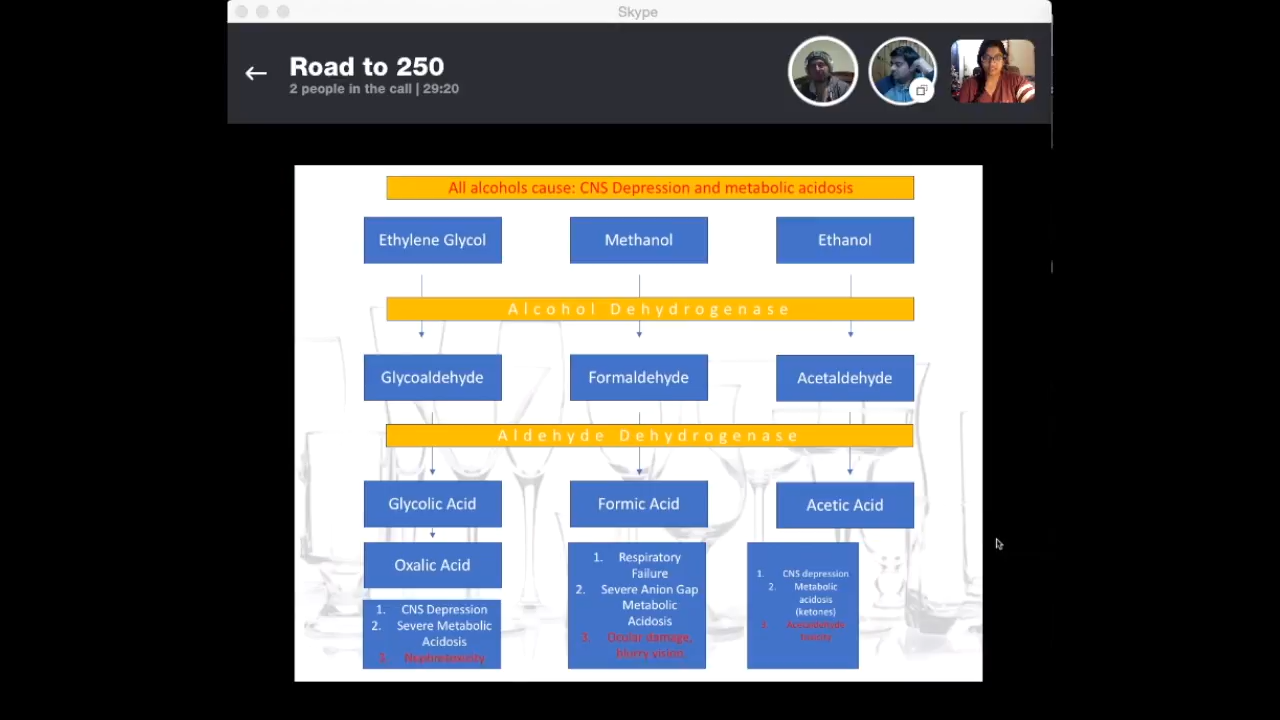 Skype
Road to 250
2 people in the call | 29:20
All alcohols cause: CNS Depression and metabolic acidosis
Ethylene Glycol
Methanol
Ethanol
Alcohol Dehydrogenase
Glycoaldehyde
Formaldehyde
Acetaldehyde
Aldehyde Dehydrogenase
Glycolic Acid
Formic Acid
Acetic Acid
Oxalic Acid
1. CNS Depression
2. Severe Metabolic
Acidosis
3. Nephrotoxicity
1. Respiratory
Failure
2. Severe Anion Gap
Metabolic
Acidosis
3. Ocular damage,
blurry vision
1. CNS depression
2. Metabolic
acidosis
(ketones)
3. Acetaldehyde
toxicity